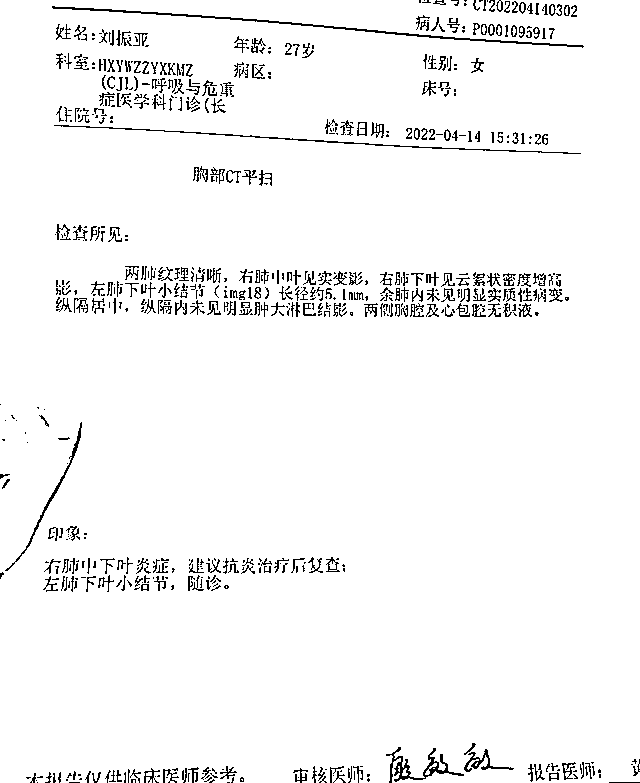 CT202204140302
病人号: P0001095917
姓名:刘振亚 年龄: 27岁 性别: 女
科室:HXYWZZYXKMZ 病区: 床号:
(CJL)-呼吸与危重
症医学科门诊(长
住院号: 检查日期: 2022-04-14 15:31:26
胸部CT平扫
检查所见:
两肺纹理清晰,右肺中叶见实变影,右肺下叶见云絮状密度增高
影,左肺下叶小结节(img18)长径约5.1mm,余肺内未见明显实质性病变。
纵隔居中,纵隔内未见明显肿大淋巴结影。两侧胸腔及心包腔无积液。
印象:
右肺中下叶炎症,建议抗炎治疗后复查;
左肺下叶小结节,随诊。
本报告仅供临床医师参考。 审核医师: 报告医师: